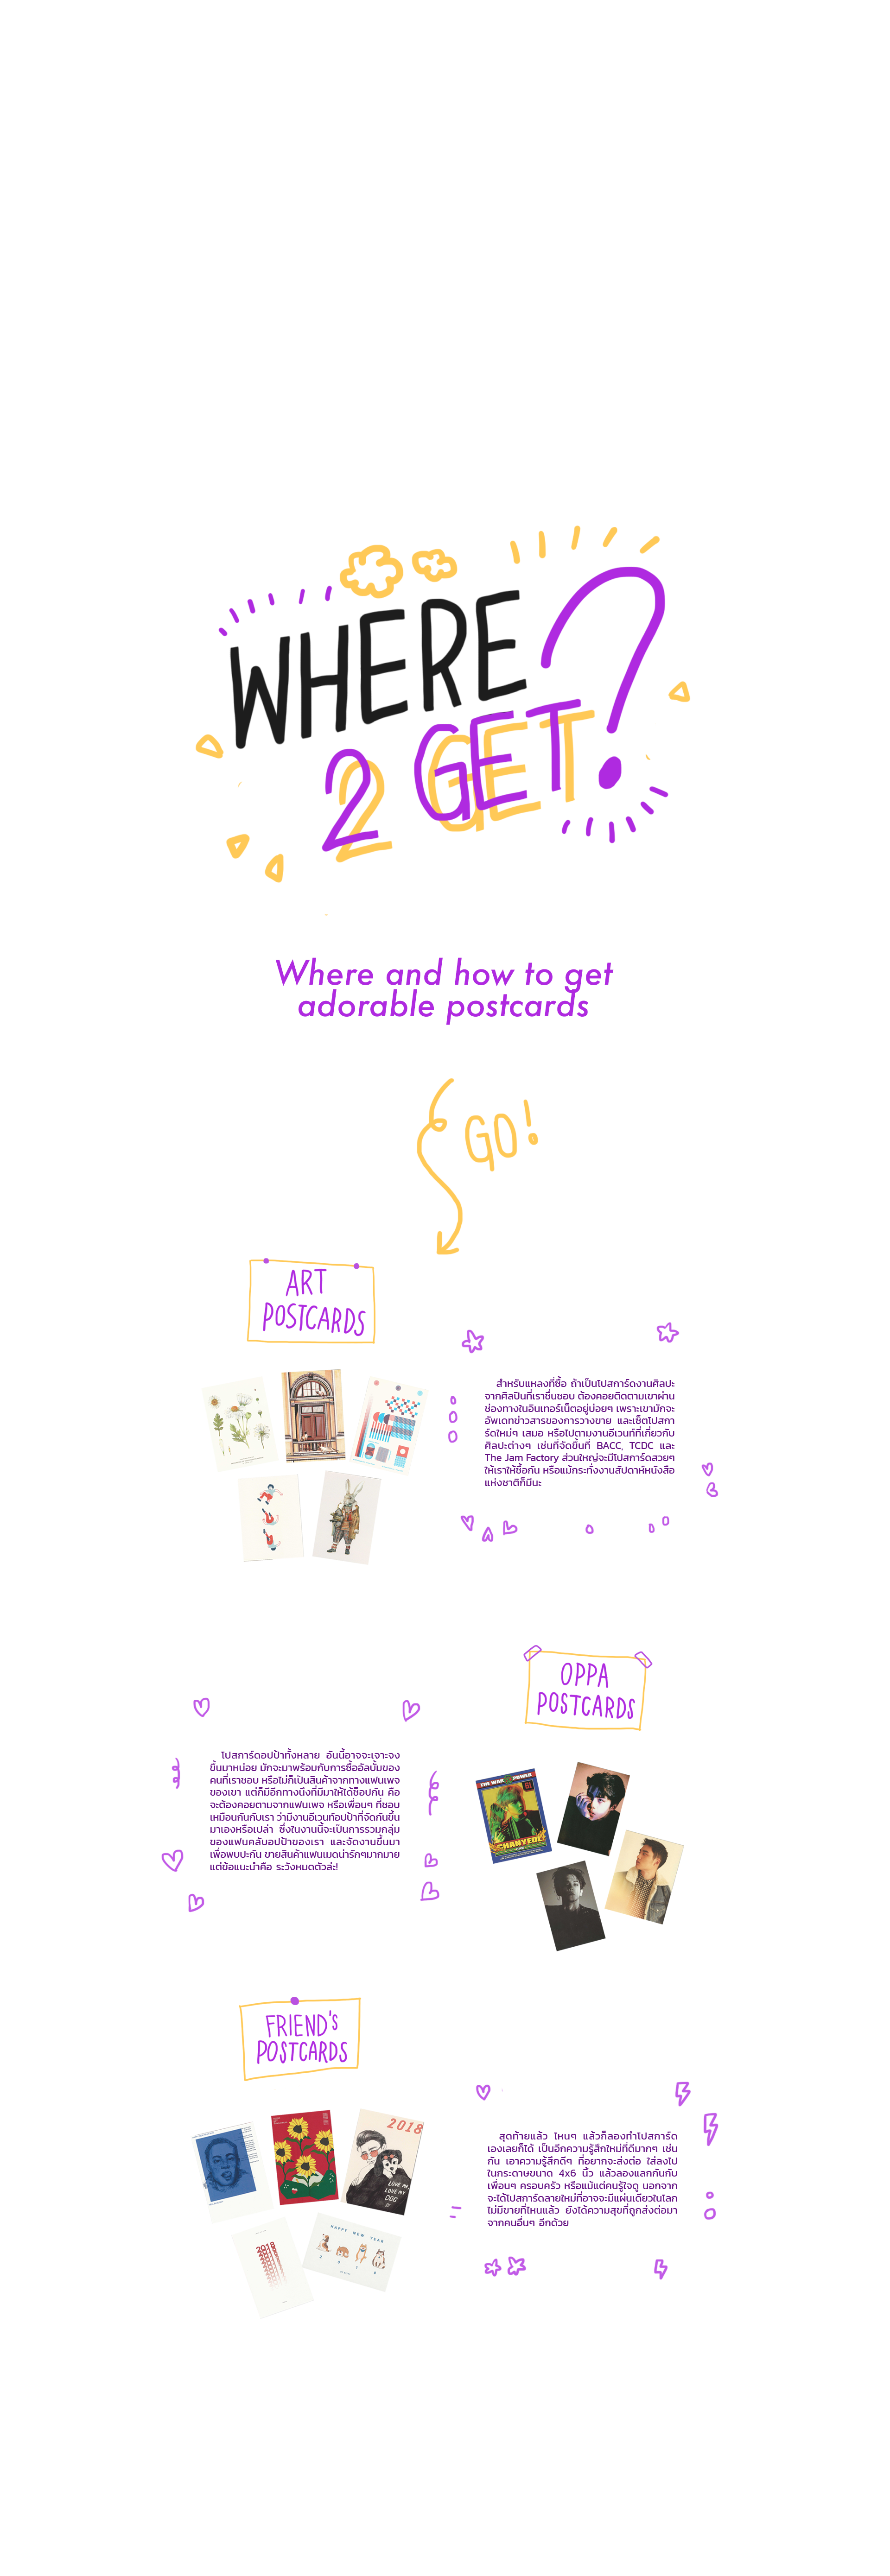 WHERE ?
2 GET
Where and how to get
adorable postcards
GO!
ART
POSTCARDS
สำหรับแหล่งที่ซื้อ ถ้าเป็นโปสการ์ดงานศิลปะ
จากศิลปินที่เราชื่นชอบ ต้องคอยติดตามเขาผ่าน
ช่องทางในอินเทอร์เน็ตอยู่บ่อยๆ เพราะเขามักจะ
อัพเดทข่าวสารของการวางขาย และเซ็ตโปสกา
ร์ดใหม่ๆ เสมอ หรือไปตามงานอีเวนท์ที่เกี่ยวกับ
ศิลปะต่างๆ เช่นที่จัดขึ้นที่ BACC, TCDC และ
The Jam Factory ส่วนใหญ่จะมีโปสการ์ดสวยๆ
ให้เราให้ซื้อกัน หรือแม้กระทั่งงานสัปดาห์หนังสือ
แห่งชาติก็มีนะ
OPPA
POSTCARDS
โปสการ์ดอปป้าทั้งหลาย อันนี้อาจจะเจาะจง
ขึ้นมาหน่อย มักจะมาพร้อมกับการซื้ออัลบั้มของ
คนที่เราชอบ หรือไม่ก็เป็นสินค้าจากทางแฟนเพจ
ของเขา แต่ก็มีอีกทางนึงที่มีมาให้ได้ช็อปกัน คือ
จะต้องคอยตามจากแฟนเพจ หรือเพื่อนๆ ที่ชอบ
เหมือนกันกับเรา ว่ามีงานอีเวนท์อปป้าที่จัดกันขึ้น
มาเองหรือเปล่า ซึ่งในงานนี้จะเป็นการรวมกลุ่ม
ของแฟนคลับอปป้าของเรา และจัดงานขึ้นมา
เพื่อพบปะกัน ขายสินค้าแฟนเมดน่ารักๆมากมาย
แต่ข้อแนะนำคือ ระวังหมดตัวล่ะ!
THE WAR POWER
CHANYEOL
FRIEND's
POSTCARDS
2018
LOVE ME,
LOVE MY
DOG
HAPPY NEW YEAR
2018
2018
สุดท้ายแล้ว ไหนๆ แล้วก็ลองทำโปสการ์ด
เองเลยก็ได้ เป็นอีกความรู้สึกใหม่ที่ดีมากๆ เช่น
กัน เอาความรู้สึกดีๆ ที่อยากจะส่งต่อ ใส่ลงไป
ในกระดาษขนาด 4x6 นิ้ว แล้วลองแลกกันกับ
เพื่อนๆ ครอบครัว หรือแม้แต่คนรู้ใจดู นอกจาก
จะได้โปสการ์ดลายใหม่ที่อาจจะมีแผ่นเดียวในโลก
ไม่มีขายที่ไหนแล้ว ยังได้ความสุขที่ถูกส่งต่อมา
จากคนอื่นๆ อีกด้วย